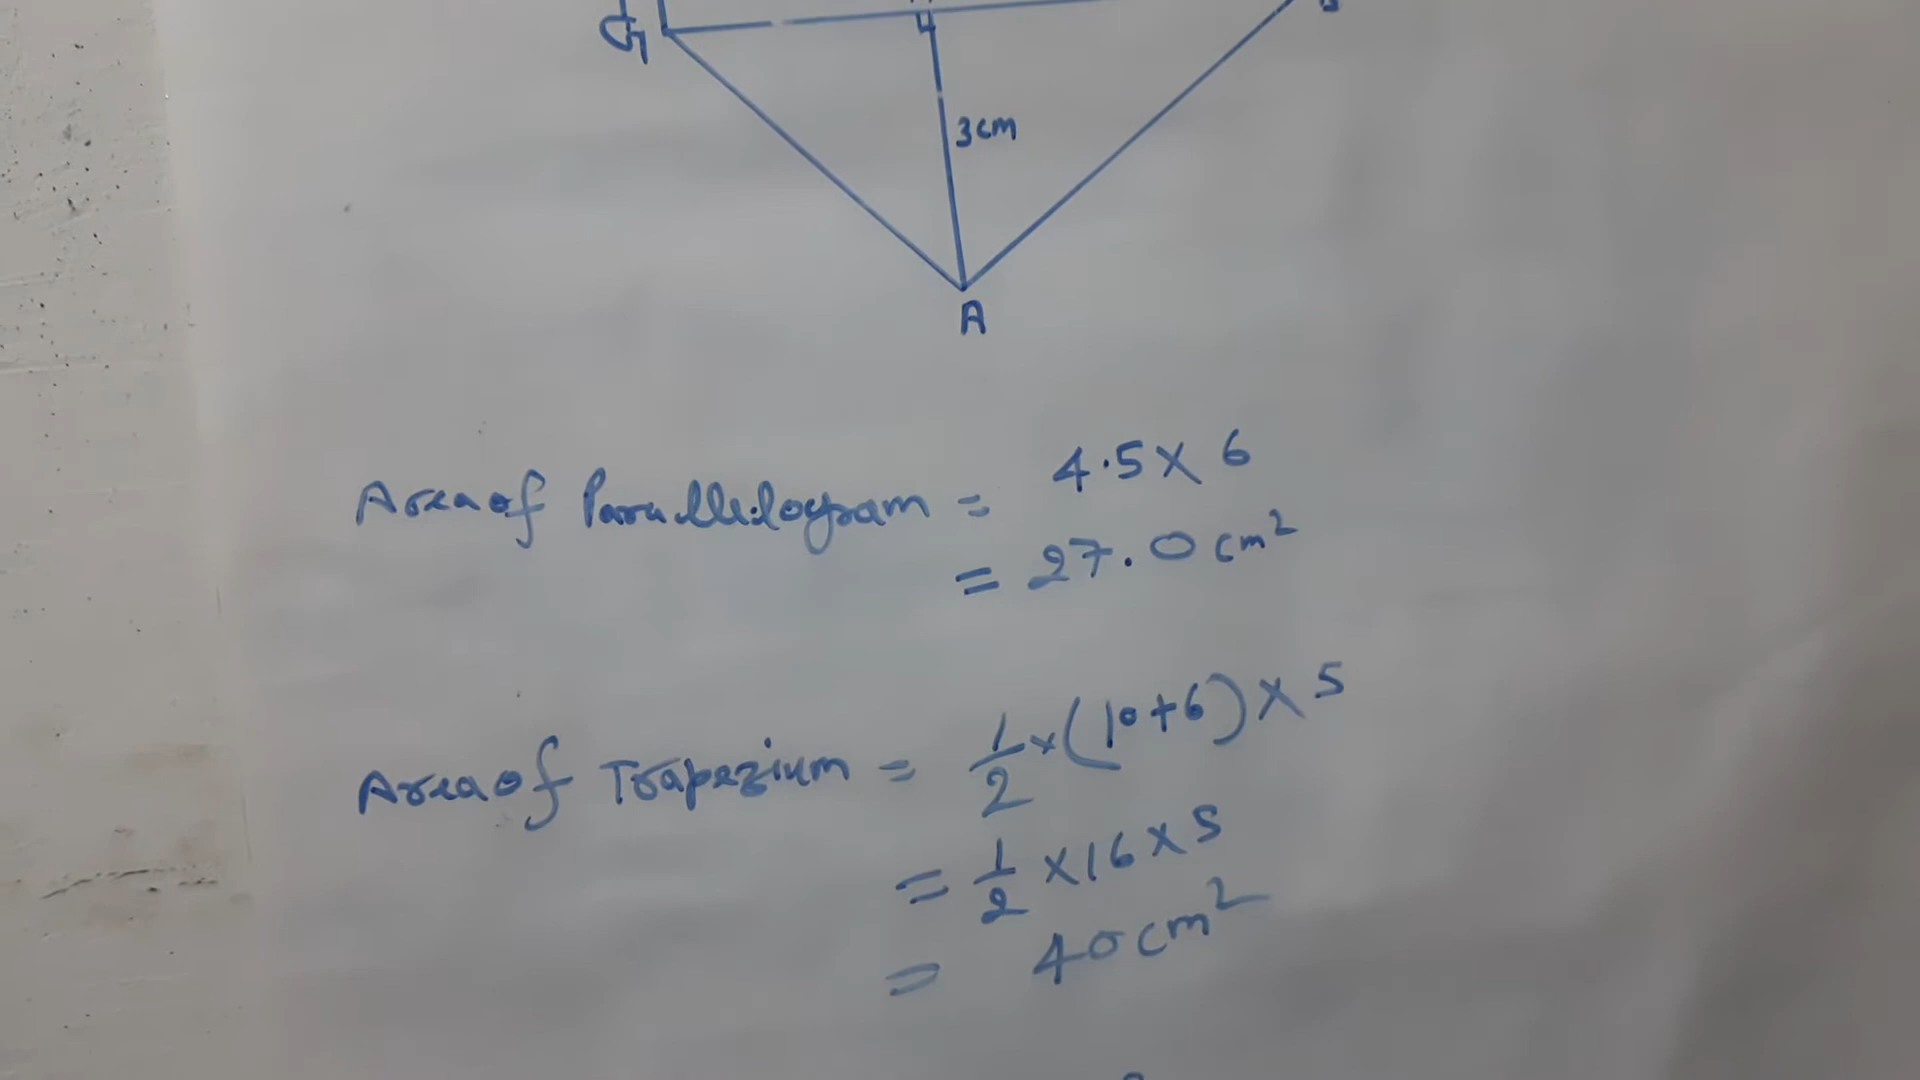 G
3cm
A
Area of Parallelogram = 4.5 × 6
= 27.0 cm²
Area of Trapezium = 1/2 × (10+6) × 5
= 1/2 × 16 × 5
= 40 cm²